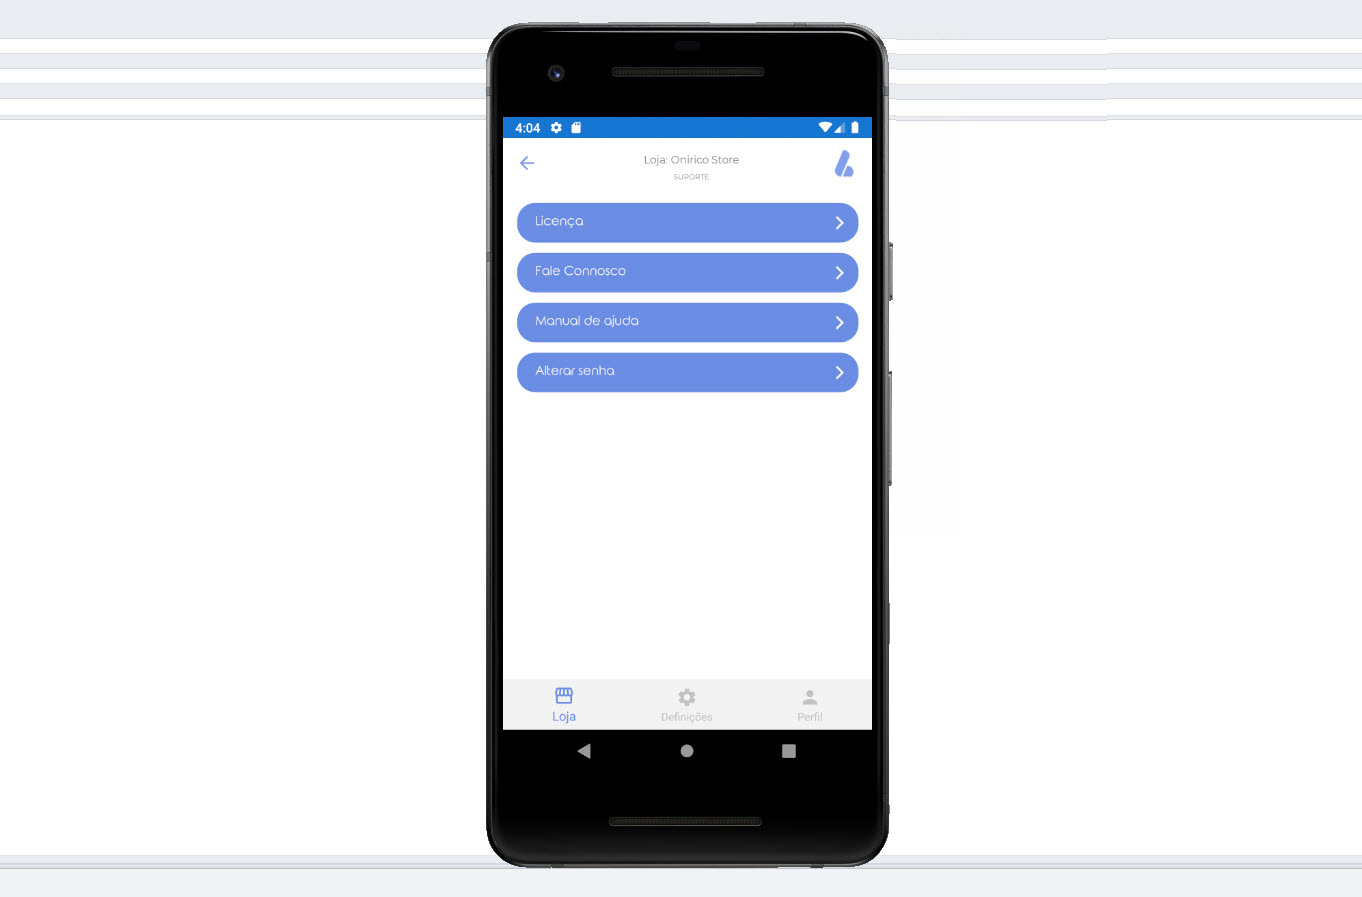 4:04
Loja: Onirico Store
SUPORTE
Licença
Fale Connosco
Manual de ajuda
Alterar senha
Loja
Definições
Perfil